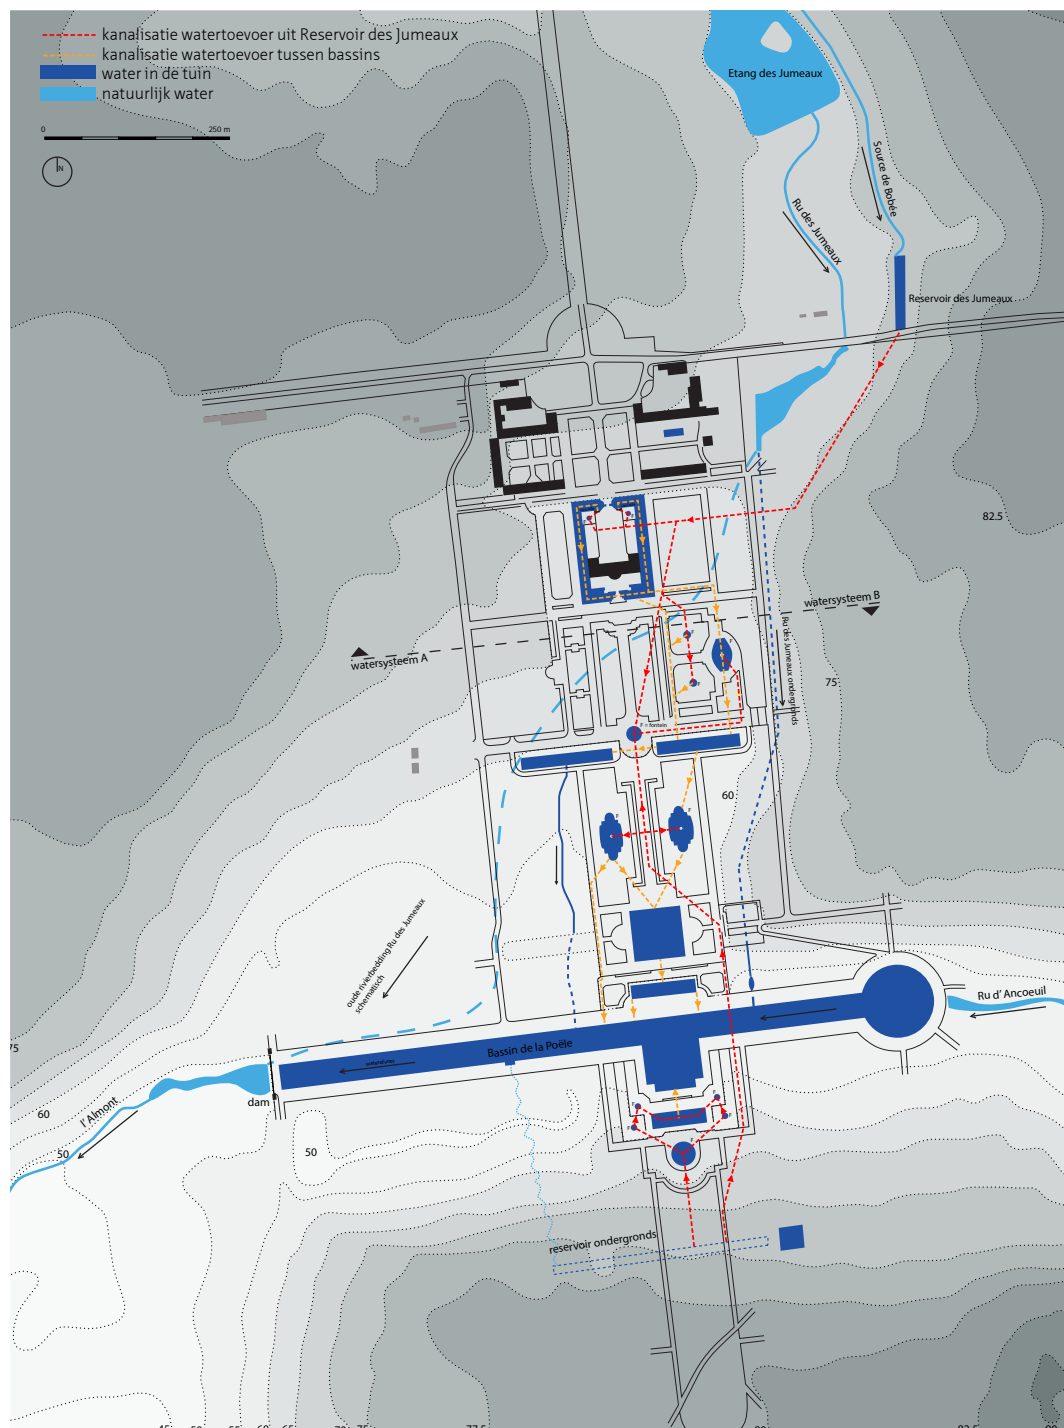 kanalisatie watertoevoer uit Reservoir des Jumeaux
kanalisatie watertoevoer tussen bassins
water in de tuin
natuurlijk water
0 250 m
N
Etang des Jumeaux
Source de Bobée
Ru des Jumeaux
Reservoir des Jumeaux
82.5
watersysteem B
watersysteem A
Ru des Jumeaux ondergronds
75
F = fontein
60
oude rivierbedding Ru des Jumeaux
schematisch
Ru d' Ancoeuil
Bassin de la Poële
75
dam
60
l' Almont
50
50
reservoir ondergronds
77.5